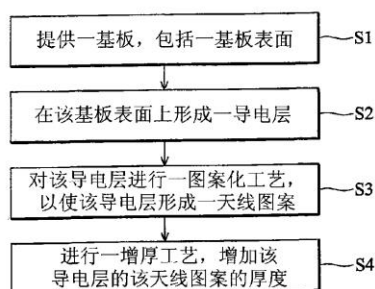 提供一基板，包括一基板表面
S1
在该基板表面上形成一导电层
S2
对该导电层进行一图案化工艺，
以使该导电层形成一天线图案
S3
进行一增厚工艺，增加该
导电层的该天线图案的厚度
S4